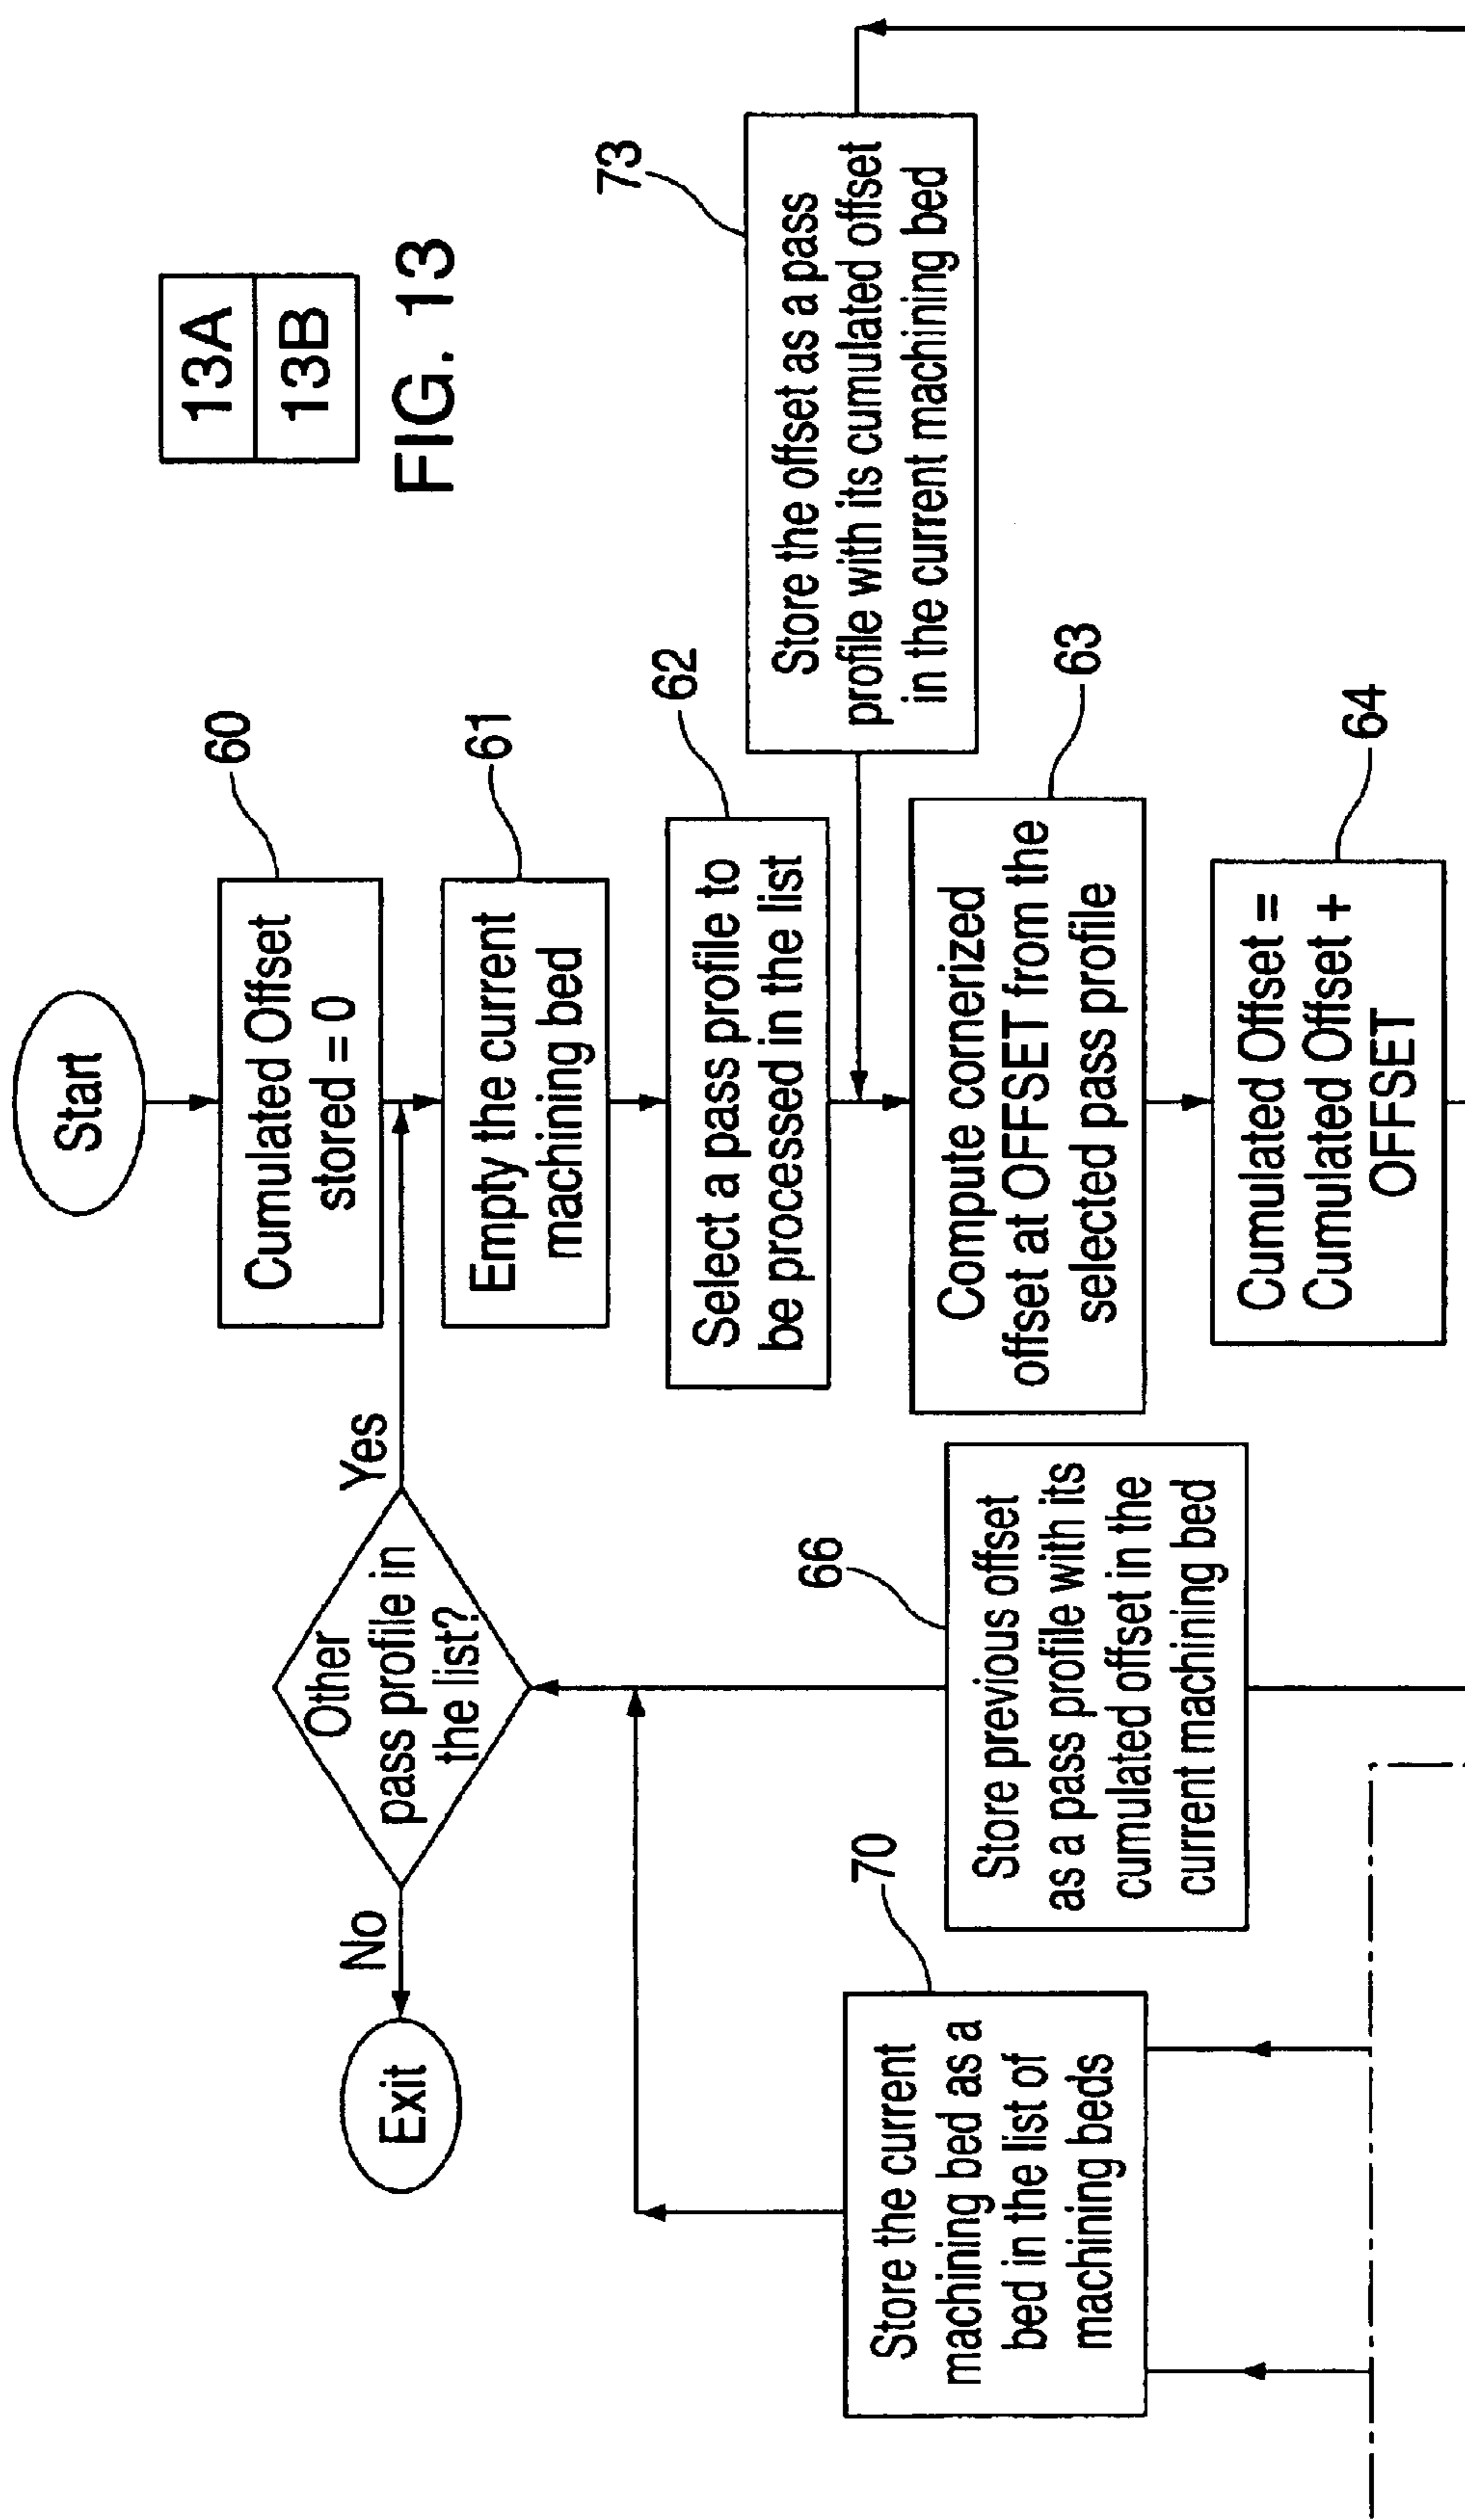 Start
13A
13B
FIG. 13
60
Cumulated Offset
stored = 0
Other
pass profile in
the list?
Yes
No
Exit
61
Empty the current
machining bed
62
Select a pass profile to
be processed in the list
73
Store the offset as a pass
profile with its cumulated offset
in the current machining bed
63
Compute cornerized
offset at OFFSET from the
selected pass profile
70
Store the current
machining bed as a
bed in the list of
machining beds
66
Store previous offset
as a pass profile with its
cumulated offset in the
current machining bed
64
Cumulated Offset =
Cumulated Offset +
OFFSET